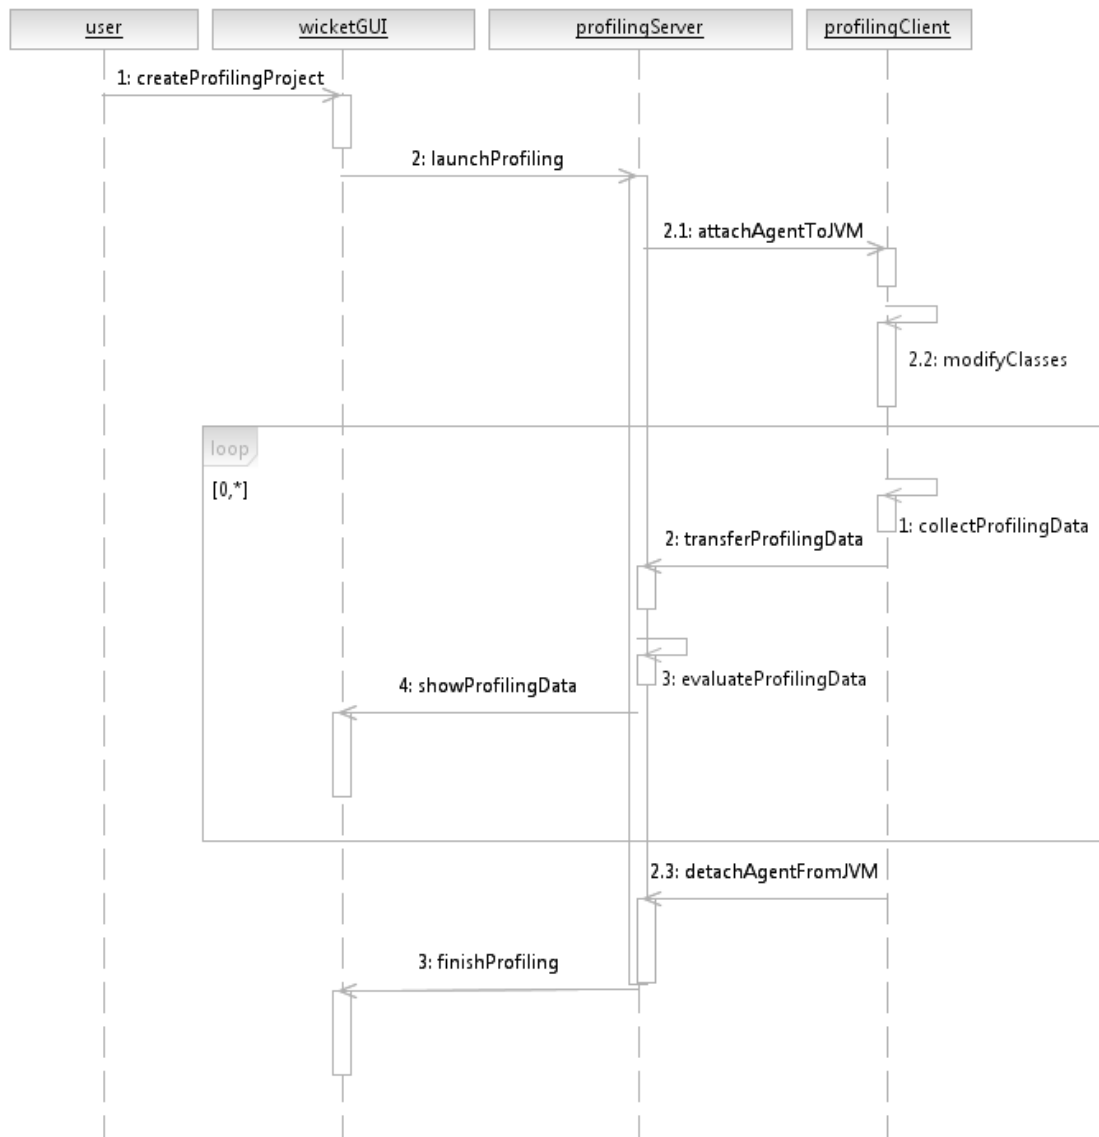 user
wicketGUI
profilingServer
profilingClient
1: createProfilingProject
2: launchProfiling
2.1: attachAgentToJVM
2.2: modifyClasses
loop
[0,*]
1: collectProfilingData
2: transferProfilingData
3: evaluateProfilingData
4: showProfilingData
2.3: detachAgentFromJVM
3: finishProfiling